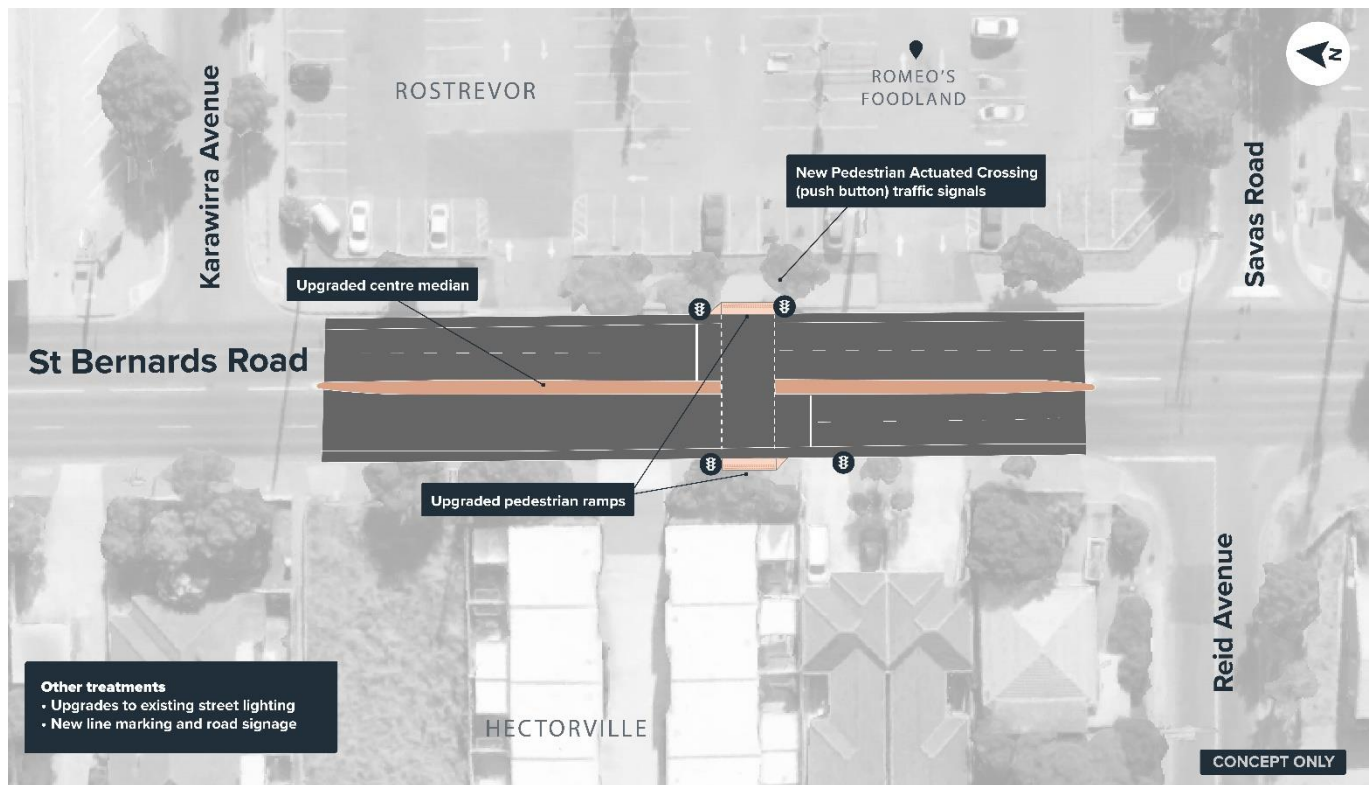 N
ROSTREVOR
ROMEO'S
FOODLAND
Karawirra Avenue
Savas Road
New Pedestrian Actuated Crossing
(push button) traffic signals
Upgraded centre median
St Bernards Road
Upgraded pedestrian ramps
Reid Avenue
Other treatments
• Upgrades to existing street lighting
• New line marking and road signage
HECTORVILLE
CONCEPT ONLY